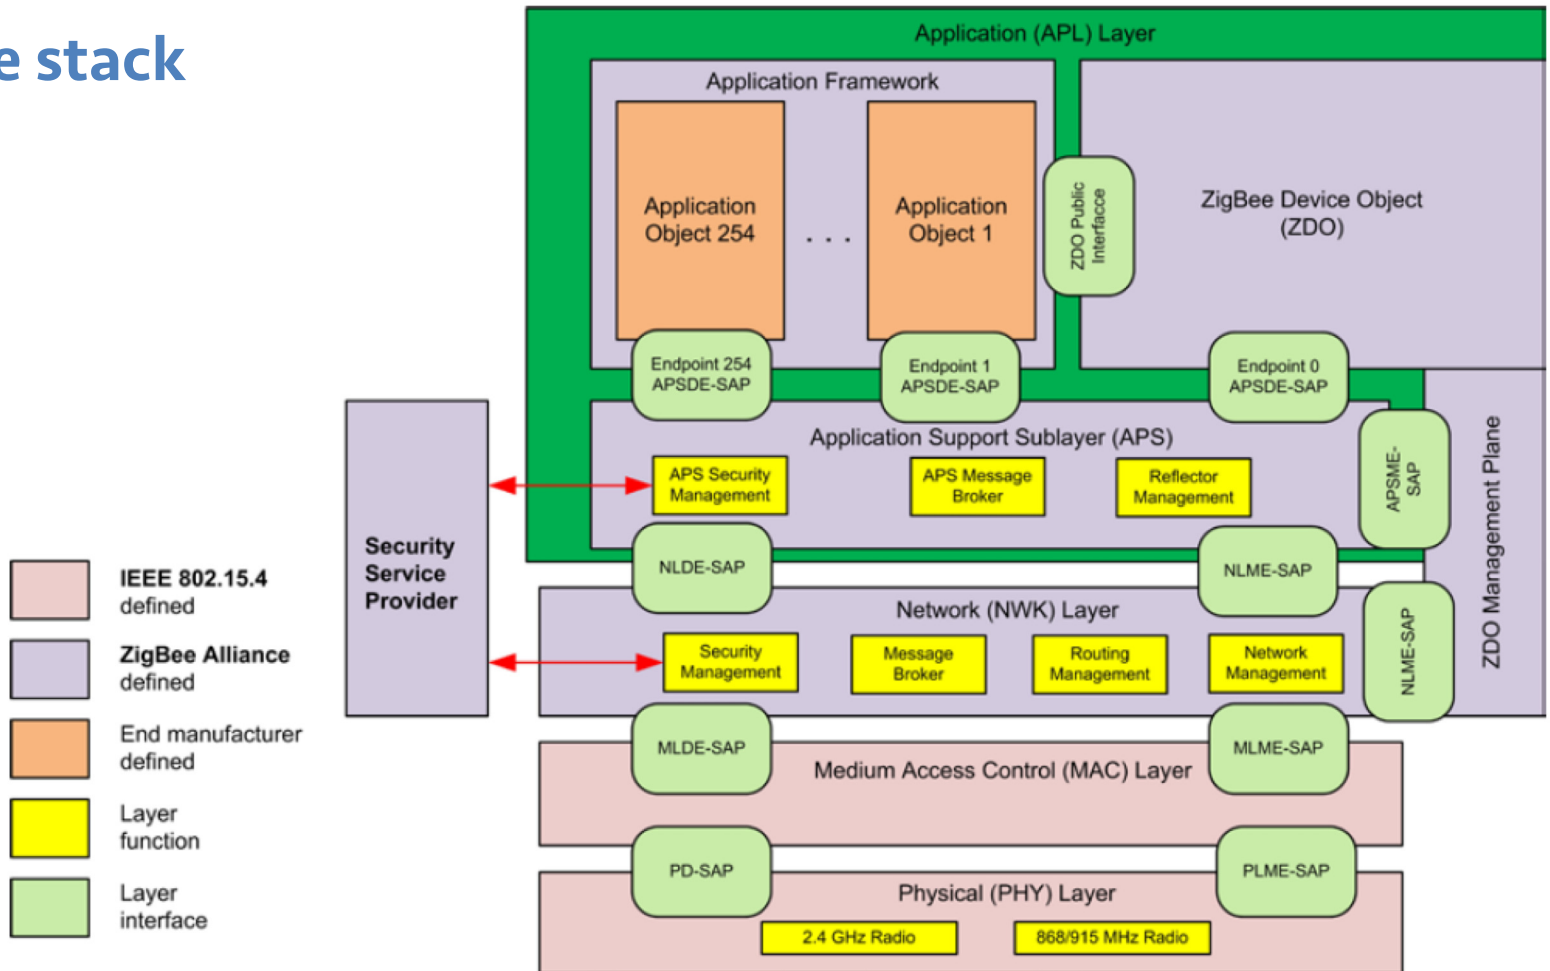 e stack
Application (APL) Layer
Application Framework
Application
Object 254
. . .
Application
Object 1
ZDO Public
Interfacce
ZigBee Device Object
(ZDO)
Endpoint 254
APSDE-SAP
Endpoint 1
APSDE-SAP
Endpoint 0
APSDE-SAP
Application Support Sublayer (APS)
APS Security
Management
APS Message
Broker
Reflector
Management
APSME-
SAP
ZDO Management Plane
Security
Service
Provider
NLDE-SAP
NLME-SAP
Network (NWK) Layer
Security
Management
Message
Broker
Routing
Management
Network
Management
NLME-SAP
MLDE-SAP
MLME-SAP
Medium Access Control (MAC) Layer
PD-SAP
PLME-SAP
Physical (PHY) Layer
2.4 GHz Radio
868/915 MHz Radio
IEEE 802.15.4
defined
ZigBee Alliance
defined
End manufacturer
defined
Layer
function
Layer
interface